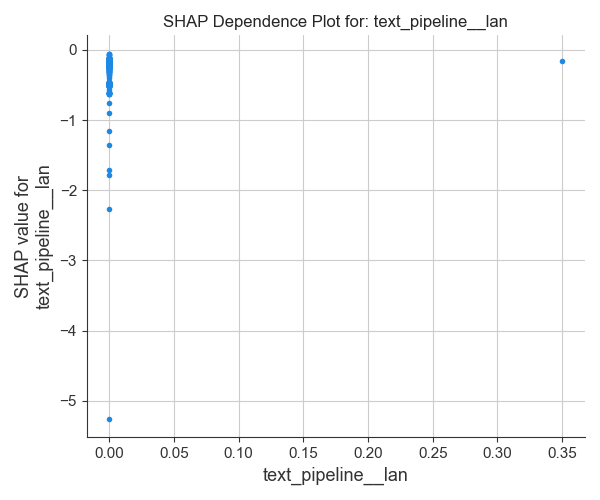 SHAP Dependence Plot for: text_pipeline__lan
0
−1
−2
−3
−4
−5
SHAP value for
text_pipeline__lan
0.00 0.05 0.10 0.15 0.20 0.25 0.30 0.35
text_pipeline__lan